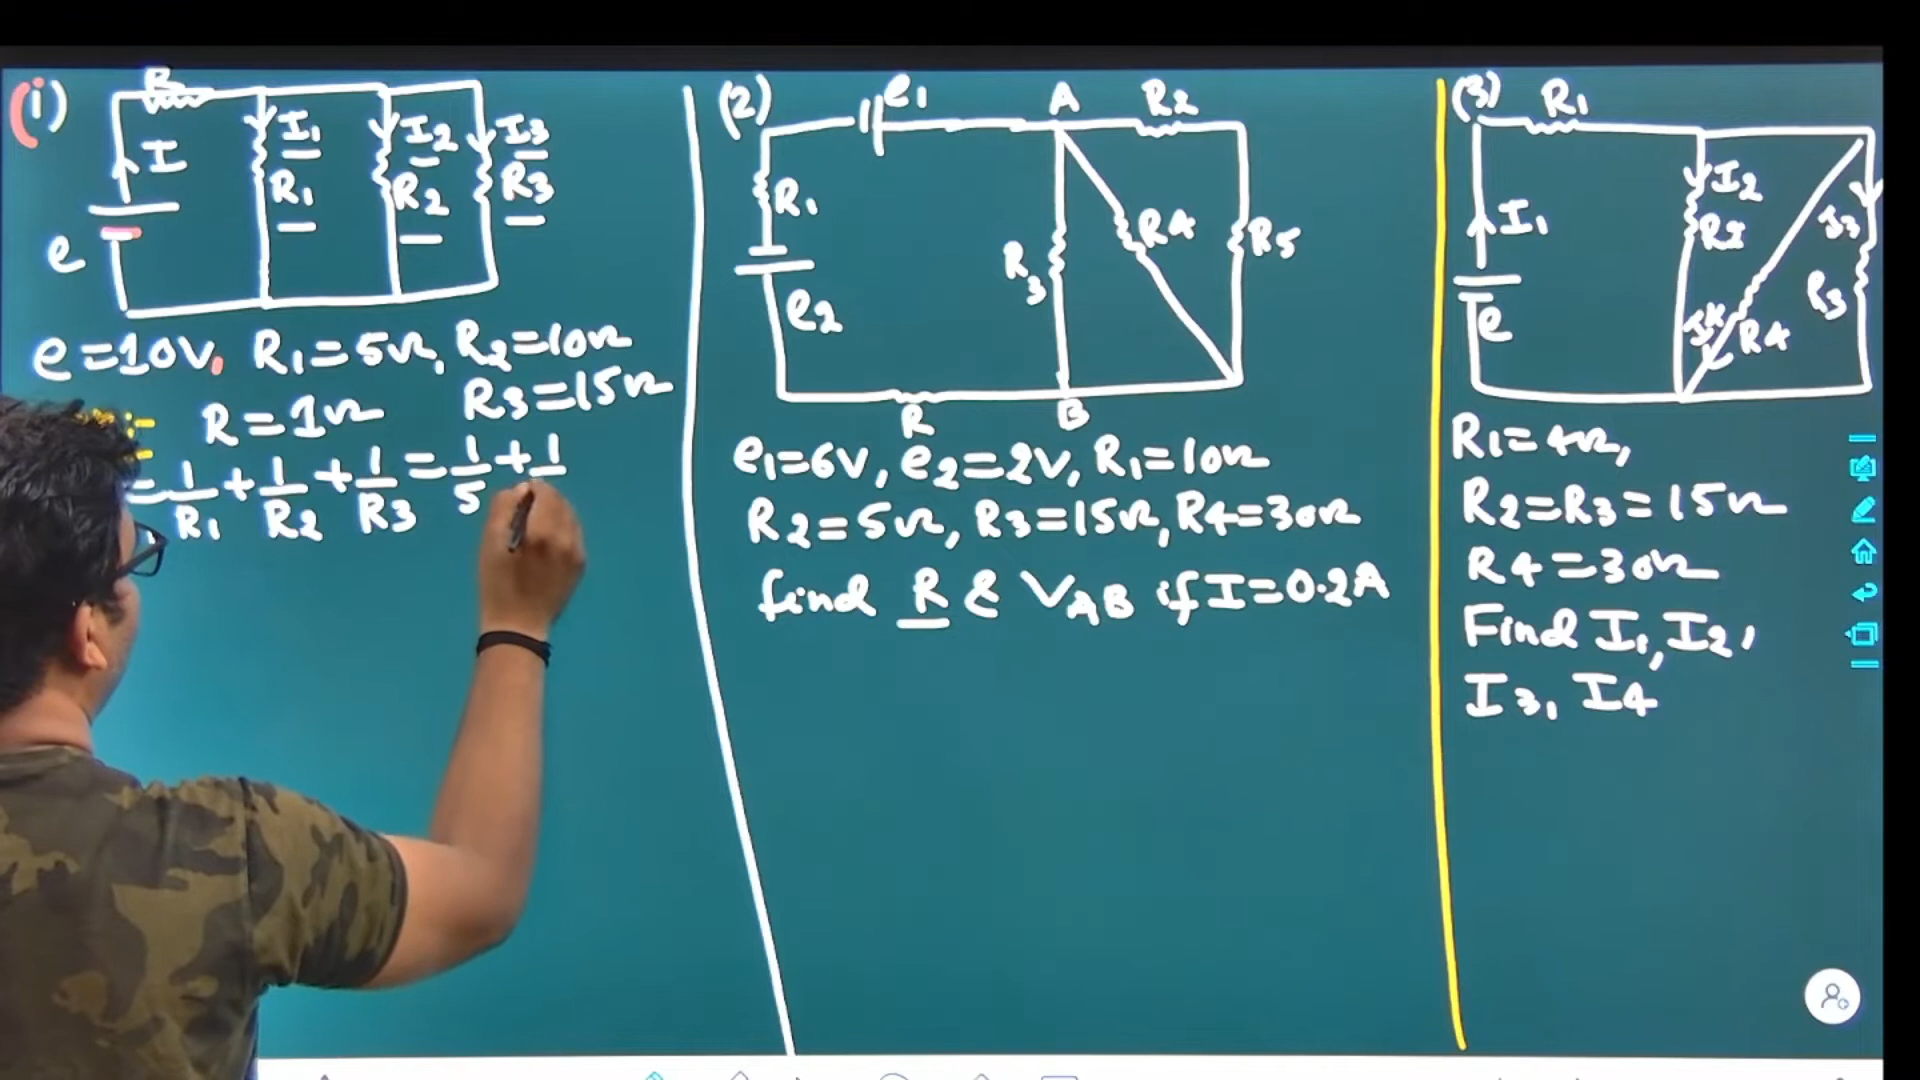 (i)
R
I
I1
I2
I3
R1
R2
R3
e
e=10V, R1=5Ω, R2=10Ω
R3=15Ω
R=1Ω
=1/R1+1/R2+1/R3=1/5+1
(2)
e1
A
R2
R1
R4
R5
R3
e2
R
B
e1=6V, e2=2V, R1=10Ω
R2=5Ω, R3=15Ω, R4=30Ω
find R & VAB if I=0.2A
(3)
R1
I2
I1
R2
I3
e
R4
R3
R1=4Ω,
R2=R3=15Ω
R4=30Ω
Find I1, I2,
I3, I4